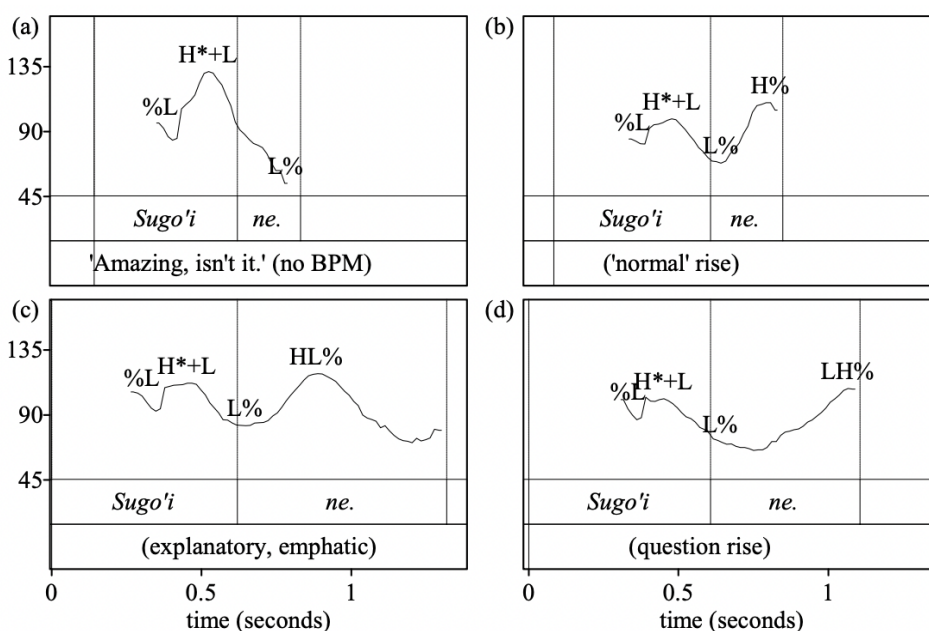 (a)
H*+L
135
%L
90
L%
45
Sugo'i ne.
'Amazing, isn't it.' (no BPM)
(b)
H%
H*+L
%L
L%
Sugo'i ne.
('normal' rise)
(c)
135
HL%
H*+L
%L
L%
90
45
Sugo'i ne.
(explanatory, emphatic)
0 0.5 1
time (seconds)
(d)
LH%
H*+L
%L
L%
Sugo'i ne.
(question rise)
0 0.5 1
time (seconds)